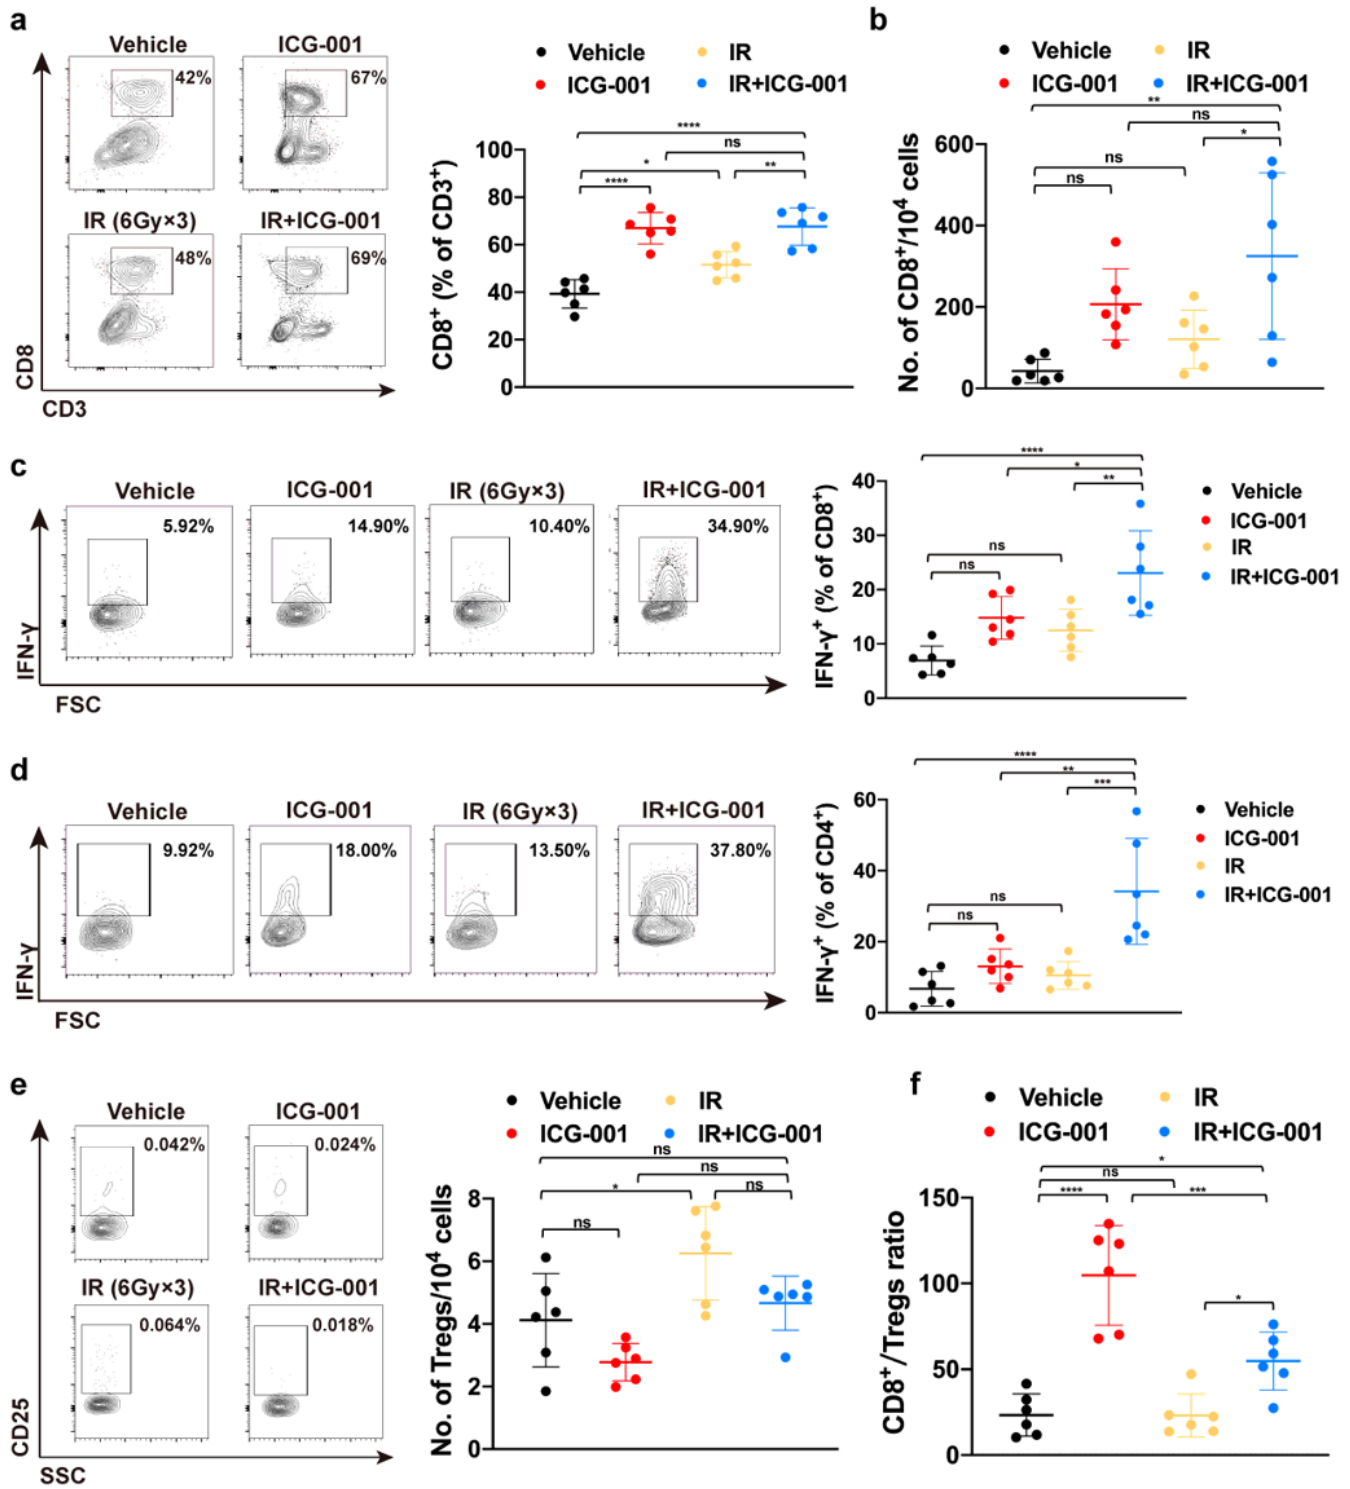 a
Vehicle
42%
ICG-001
67%
IR (6Gy×3)
48%
IR+ICG-001
69%
CD8
CD3
Vehicle
IR
ICG-001
IR+ICG-001
****
ns
*
**
****
CD8⁺ (% of CD3⁺)
100
80
60
40
20
0
b
Vehicle
IR
ICG-001
IR+ICG-001
**
ns
*
ns
ns
No. of CD8⁺/10⁴ cells
600
400
200
0
c
Vehicle
5.92%
ICG-001
14.90%
IR (6Gy×3)
10.40%
IR+ICG-001
34.90%
IFN-γ
FSC
****
*
**
ns
ns
IFN-γ⁺ (% of CD8⁺)
40
30
20
10
0
Vehicle
ICG-001
IR
IR+ICG-001
d
Vehicle
9.92%
ICG-001
18.00%
IR (6Gy×3)
13.50%
IR+ICG-001
37.80%
IFN-γ
FSC
****
**
***
ns
ns
IFN-γ⁺ (% of CD4⁺)
60
40
20
0
Vehicle
ICG-001
IR
IR+ICG-001
e
Vehicle
0.042%
ICG-001
0.024%
IR (6Gy×3)
0.064%
IR+ICG-001
0.018%
CD25
SSC
Vehicle
IR
ICG-001
IR+ICG-001
ns
ns
*
ns
ns
No. of Tregs/10⁴ cells
8
6
4
2
0
f
Vehicle
IR
ICG-001
IR+ICG-001
*
ns
****
***
*
CD8⁺/Tregs ratio
150
100
50
0